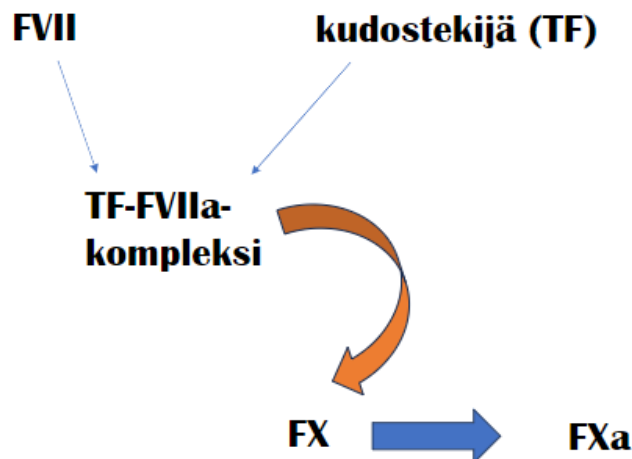 FVII
kudostekijä (TF)
TF-FVIIa-
kompleksi
FX
FXa